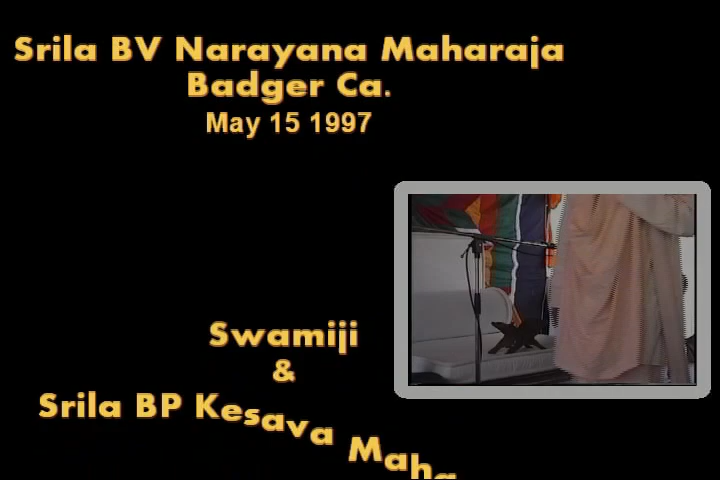 Srila BV Narayana Maharaja
Badger Ca.
May 15 1997
Swamiji
&
Srila BP Kesava Maha